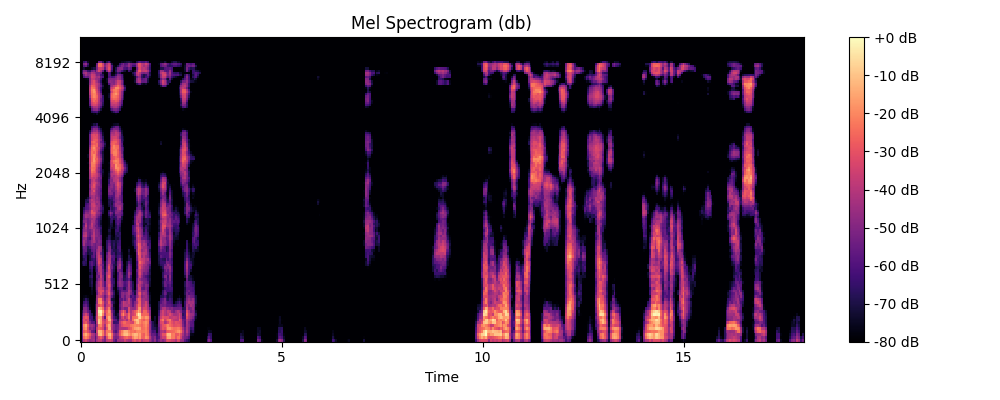 Mel Spectrogram (db)
8192
4096
2048
1024
512
0
Hz
0 5 10 15
Time
+0 dB
-10 dB
-20 dB
-30 dB
-40 dB
-50 dB
-60 dB
-70 dB
-80 dB